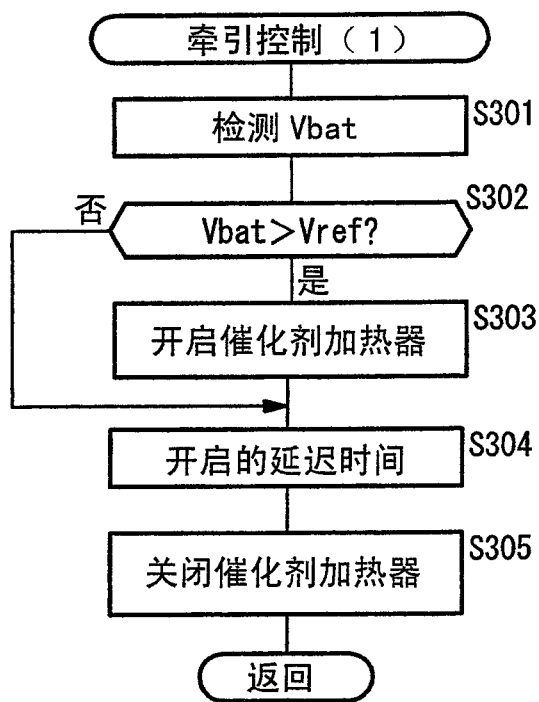 牵引控制（1）
检测 Vbat
S301
Vbat＞Vref?
S302
否
是
开启催化剂加热器
S303
开启的延迟时间
S304
关闭催化剂加热器
S305
返回